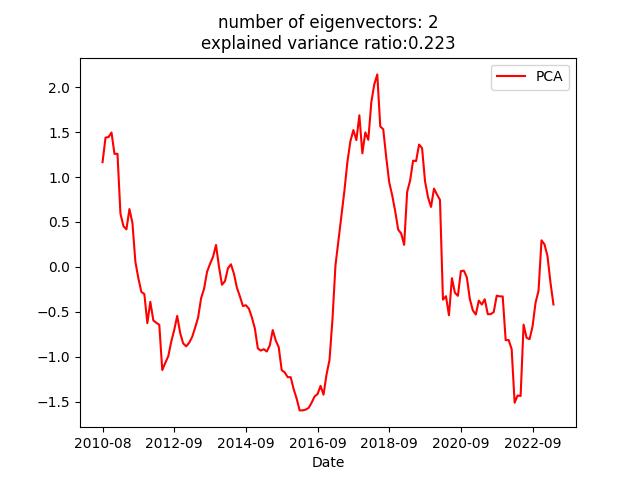 number of eigenvectors: 2
explained variance ratio:0.223
PCA
2.0
1.5
1.0
0.5
0.0
−0.5
−1.0
−1.5
2010-08 2012-09 2014-09 2016-09 2018-09 2020-09 2022-09
Date